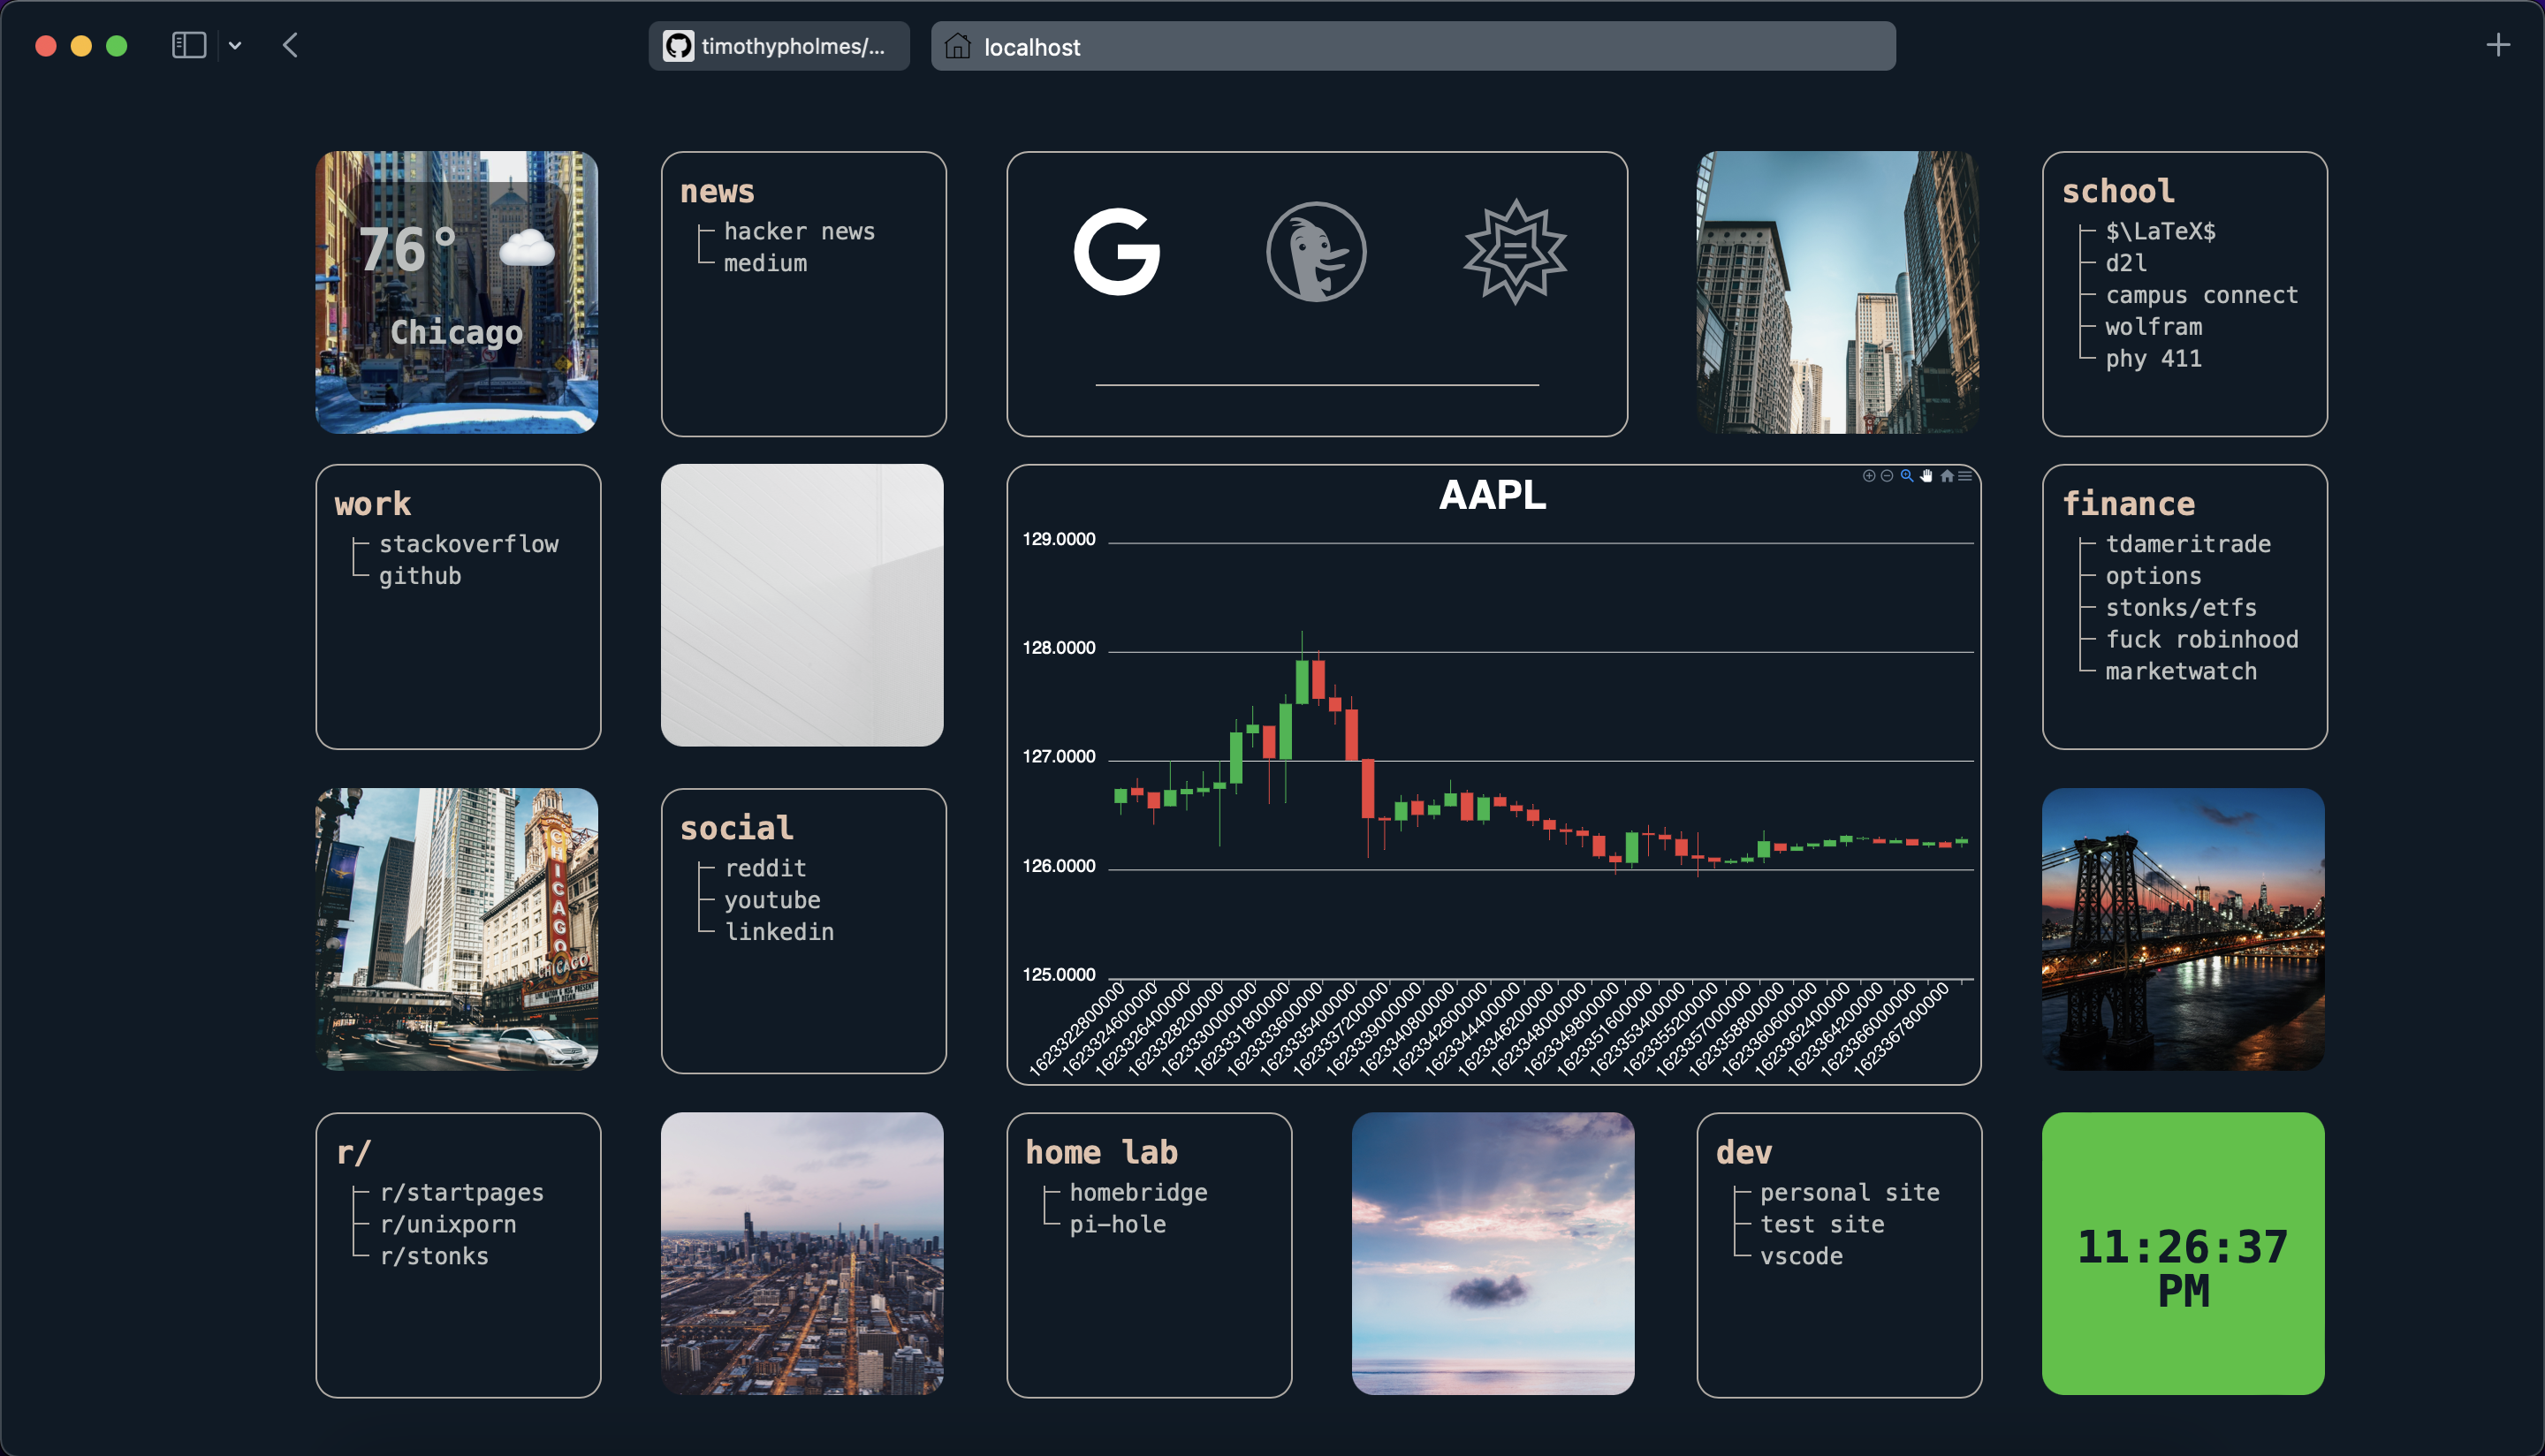 timothypholmes/...
localhost
76°
Chicago
news
hacker news
medium
school
$\LaTeX$
d2l
campus connect
wolfram
phy 411
work
stackoverflow
github
AAPL
129.0000
128.0000
127.0000
126.0000
125.0000
1623322800000
1623324600000
1623326400000
1623328200000
1623330000000
1623331800000
1623333600000
1623335400000
1623337200000
1623339000000
1623340800000
1623342600000
1623344400000
1623346200000
1623348000000
1623349800000
1623351600000
1623353400000
1623355200000
1623357000000
1623358800000
1623360600000
1623362400000
1623364200000
1623366000000
1623367800000
finance
tdameritrade
options
stonks/etfs
fuck robinhood
marketwatch
CHICAGO
CHICAGO
social
reddit
youtube
linkedin
r/
r/startpages
r/unixporn
r/stonks
home lab
homebridge
pi-hole
dev
personal site
test site
vscode
11:26:37
PM